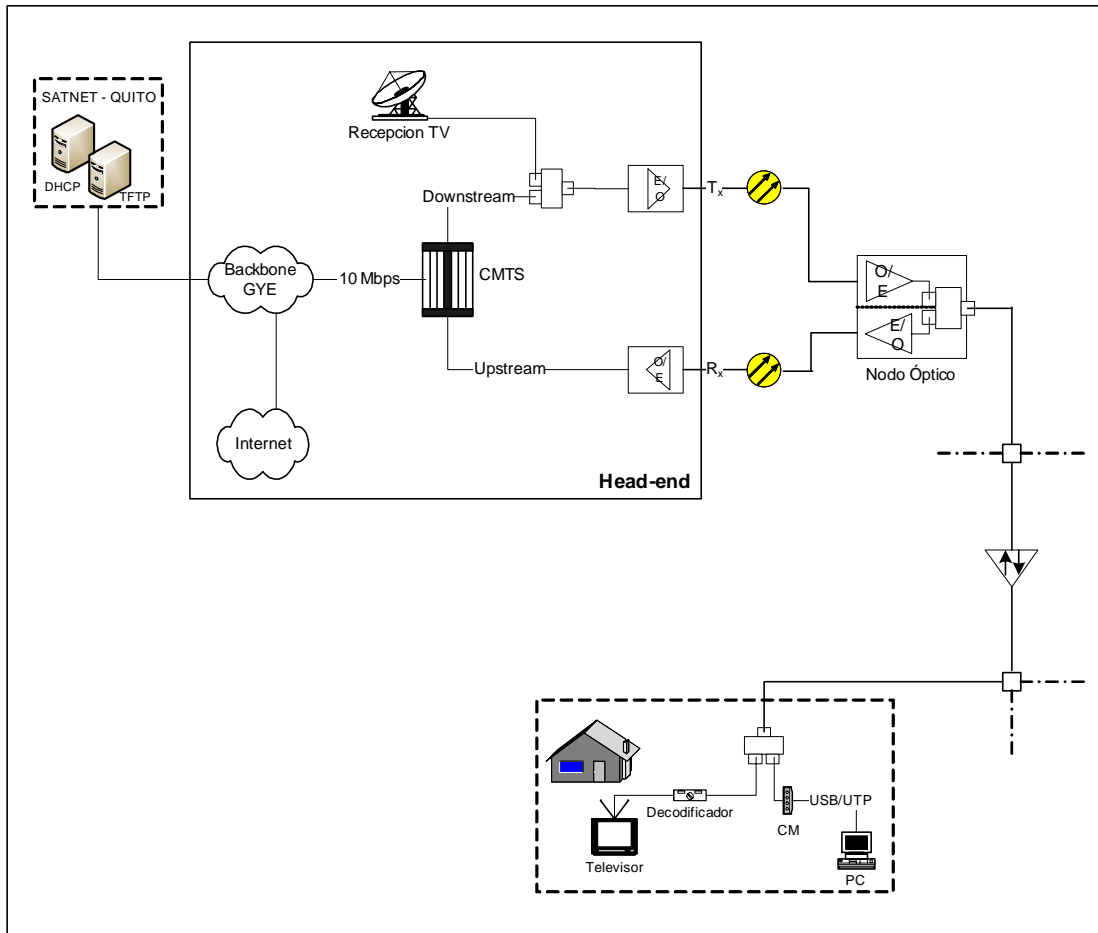 SATNET - QUITO
DHCP
TFTP
Recepcion TV
Downstream
E/
O
Tx
Backbone
GYE
10 Mbps
CMTS
O/
E
E/
O
Nodo Óptico
Upstream
O/
E
Rx
Internet
Head-end
Decodificador
USB/UTP
CM
Televisor
PC